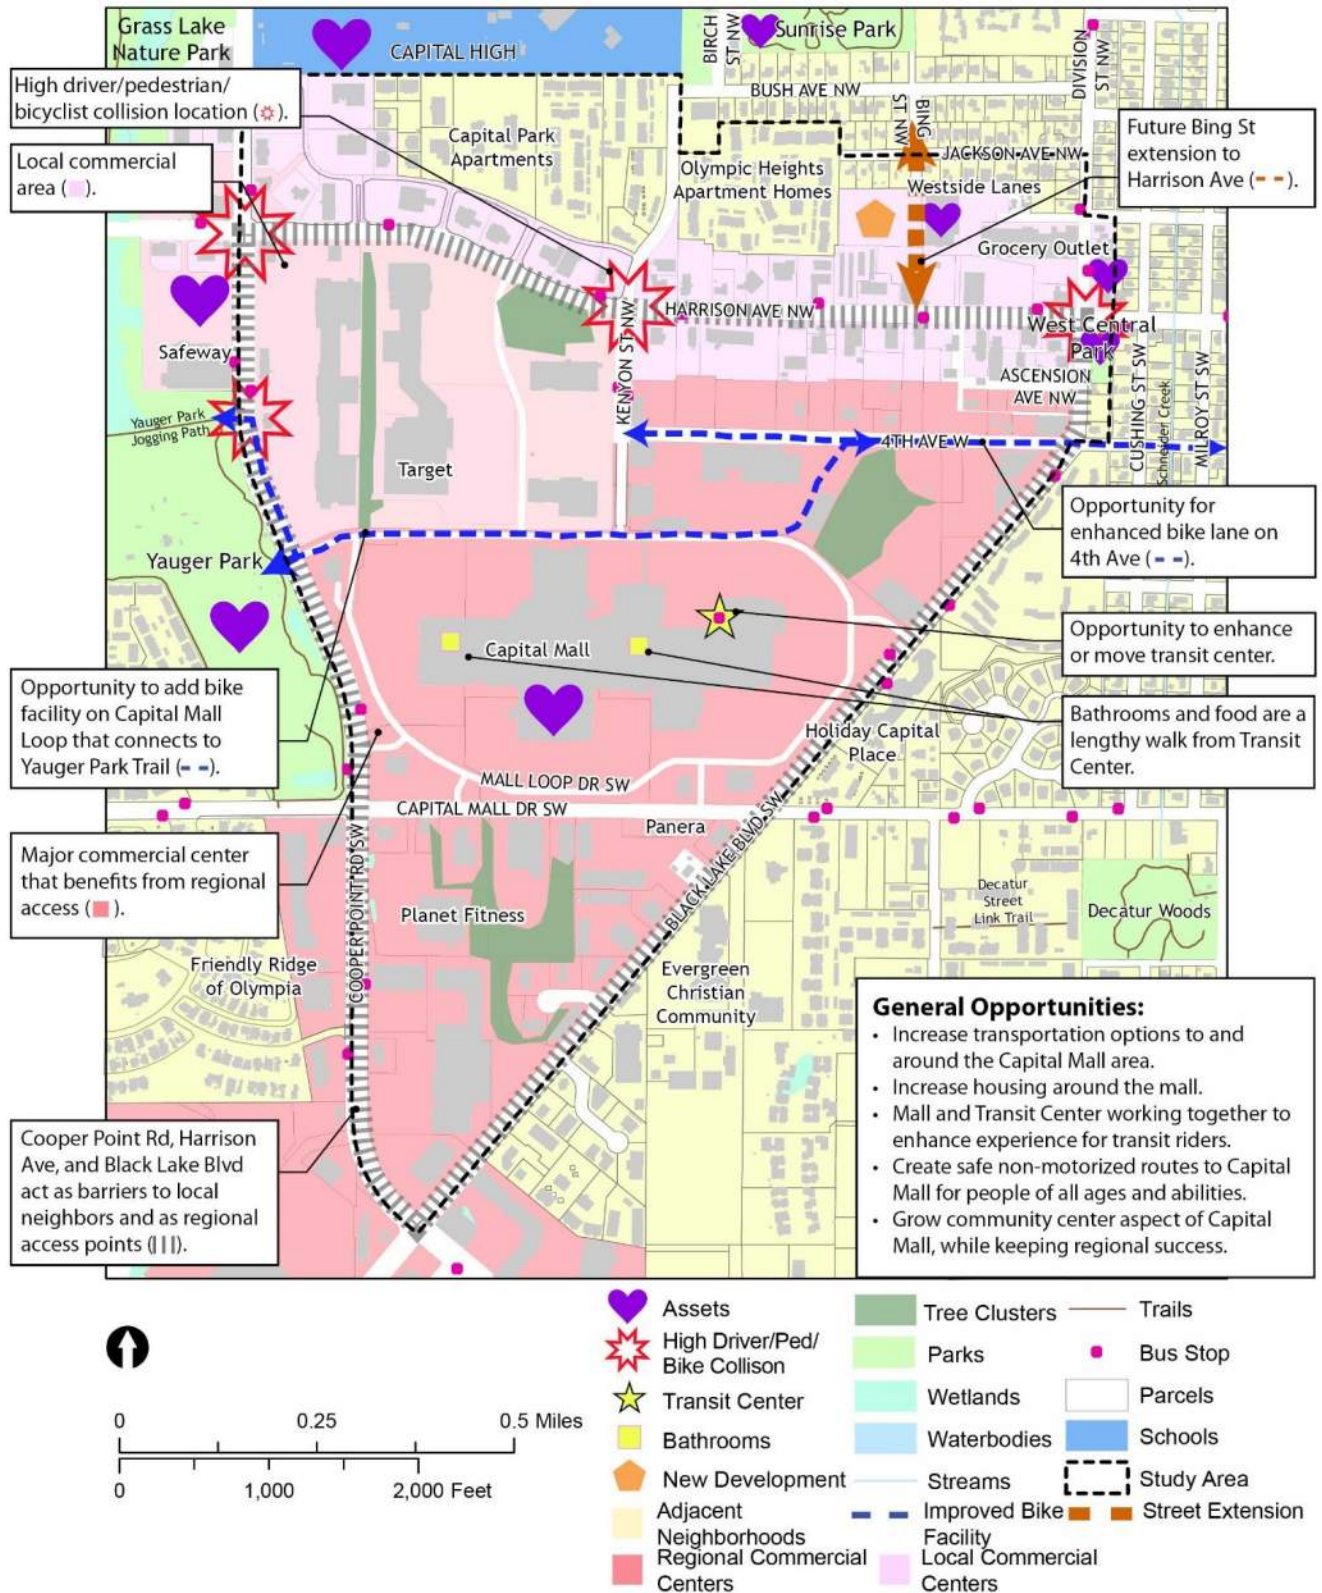 Grass Lake
Nature Park
CAPITAL HIGH
BIRCH
ST NW
Sunrise Park
DIVISION
ST NW
BUSH AVE NW
BING
ST NW
High driver/pedestrian/
bicyclist collision location ( ).
Local commercial
area ( ).
Capital Park
Apartments
Olympic Heights
Apartment Homes
JACKSON AVE NW
Westside Lanes
Future Bing St
extension to
Harrison Ave ( ).
Grocery Outlet
HARRISON AVE NW
West Central
Park
Safeway
KENYON ST NW
ASCENSION
AVE NW
CUSHING ST SW
Schneider Creek
MILROY ST SW
Yauger Park
Jogging Path
4TH AVE W
Target
Opportunity for
enhanced bike lane on
4th Ave ( ).
Yauger Park
Opportunity to enhance
or move transit center.
Capital Mall
Opportunity to add bike
facility on Capital Mall
Loop that connects to
Yauger Park Trail ( ).
Bathrooms and food are a
lengthy walk from Transit
Center.
Holiday Capital
Place
MALL LOOP DR SW
CAPITAL MALL DR SW
Panera
BLACK LAKE BLVD SW
Major commercial center
that benefits from regional
access ( ).
COOPER POINT RD SW
Planet Fitness
Decatur
Street
Link Trail
Decatur Woods
Friendly Ridge
of Olympia
Evergreen
Christian
Community
General Opportunities:
• Increase transportation options to and
around the Capital Mall area.
• Increase housing around the mall.
• Mall and Transit Center working together to
enhance experience for transit riders.
• Create safe non-motorized routes to Capital
Mall for people of all ages and abilities.
• Grow community center aspect of Capital
Mall, while keeping regional success.
Cooper Point Rd, Harrison
Ave, and Black Lake Blvd
act as barriers to local
neighbors and as regional
access points (|||).
0 0.25 0.5 Miles
0 1,000 2,000 Feet
Assets
High Driver/Ped/
Bike Collison
Transit Center
Bathrooms
New Development
Adjacent
Neighborhoods
Regional Commercial
Centers
Tree Clusters
Parks
Wetlands
Waterbodies
Streams
Improved Bike
Facility
Local Commercial
Centers
Trails
Bus Stop
Parcels
Schools
Study Area
Street Extension